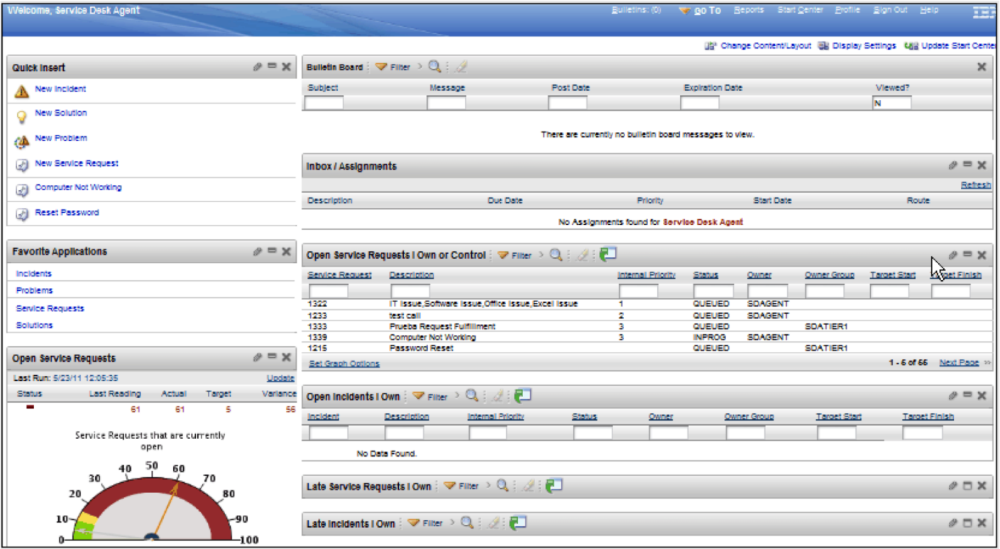 Welcome, Service Desk Agent
Bulletins: (0) Go To Reports Start Center Profile Sign Out Help IBM
Change Content/Layout Display Settings Update Start Center
Quick Insert
New Incident
New Solution
New Problem
New Service Request
Computer Not Working
Reset Password
Favorite Applications
Incidents
Problems
Service Requests
Solutions
Open Service Requests
Last Run: 5/23/11 12:05:35 Update
Status Last Reading Actual Target Variance
61 61 5 56
Service Requests that are currently
open
0 10 20 30 40 50 60 70 80 90 100
Bulletin Board Filter
Subject Message Post Date Expiration Date Viewed?
N
There are currently no bulletin board messages to view.
Inbox / Assignments
Refresh
Description Due Date Priority Start Date Route
No Assignments found for Service Desk Agent
Open Service Requests I Own or Control Filter
Service Request Description Internal Priority Status Owner Owner Group Target Start Target Finish
1322 IT Issue,Software Issue,Office Issue,Excel Issue 1 QUEUED SDAGENT
1233 test call 2 QUEUED SDAGENT
1333 Prueba Request Fulfillment 3 QUEUED SDATIER1
1339 Computer Not Working 3 INPROG SDAGENT
1215 Password Reset QUEUED SDATIER1
Set Graph Options 1 - 5 of 55 Next Page
Open Incidents I Own Filter
Incident Description Internal Priority Status Owner Owner Group Target Start Target Finish
No Data Found.
Late Service Requests I Own Filter
Late Incidents I Own Filter